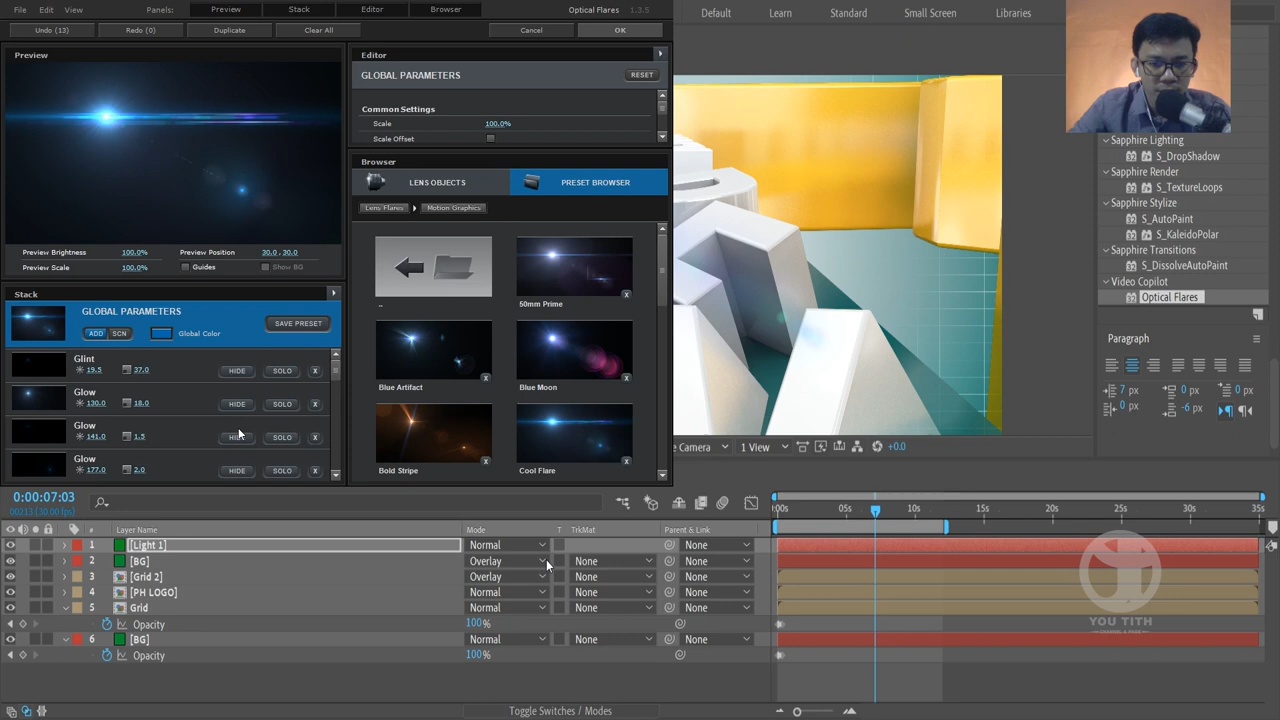 File Edit View Panels: Preview Stack Editor Browser Optical Flares 1.3.5
Default Learn Standard Small Screen Libraries
Undo (13) Redo (0) Duplicate Clear All Cancel OK
Preview
Editor
GLOBAL PARAMETERS RESET
Common Settings
Scale 100.0%
Scale Offset
Browser
LENS OBJECTS PRESET BROWSER
Lens Flares Motion Graphics
..
50mm Prime
Blue Artifact
Blue Moon
Bold Stripe
Cool Flare
Preview Brightness 100.0% Preview Position 30.0 , 30.0
Preview Scale 100.0% Guides Show BG
Stack
GLOBAL PARAMETERS
SAVE PRESET
ADD SCN Global Color
Glint
19.5 37.0 HIDE SOLO X
Glow
130.0 18.0 HIDE SOLO X
Glow
141.0 1.5 HIDE SOLO X
Glow
177.0 2.0 HIDE SOLO X
Sapphire Lighting
S_DropShadow
Sapphire Render
S_TextureLoops
Sapphire Stylize
S_AutoPaint
S_KaleidoPolar
Sapphire Transitions
S_DissolveAutoPaint
Video Copilot
Optical Flares
Paragraph
7 px 0 px 0 px
0 px -6 px
Camera 1 View +0.0
0:00:07:03
00213 (30.00 fps)
# Layer Name Mode T TrkMat Parent & Link
:00s 05s 10s 15s 20s 25s 30s 35s
1 [Light 1] Normal None
2 [BG] Overlay None None
3 [Grid 2] Overlay None None
4 [PH LOGO] Normal None None
5 Grid Normal None None
Opacity 100%
6 [BG] Normal None None
Opacity 100%
YOU TITH
CHANNEL & PAGE
Toggle Switches / Modes